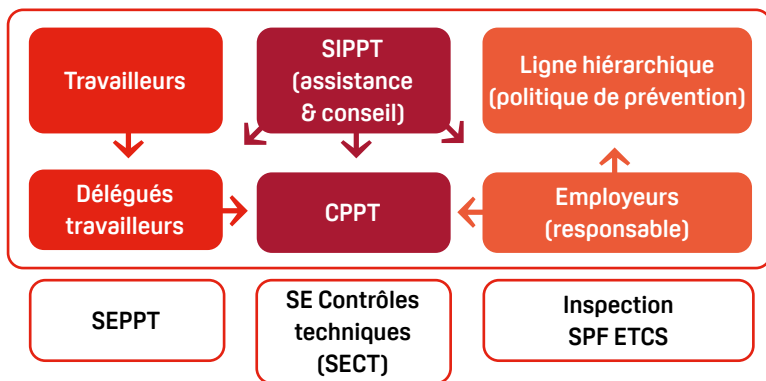 Travailleurs
SIPPT
(assistance
& conseil)
Ligne hiérarchique
(politique de prévention)
Délégués
travailleurs
CPPT
Employeurs
(responsable)
SEPPT
SE Contrôles
techniques
(SECT)
Inspection
SPF ETCS